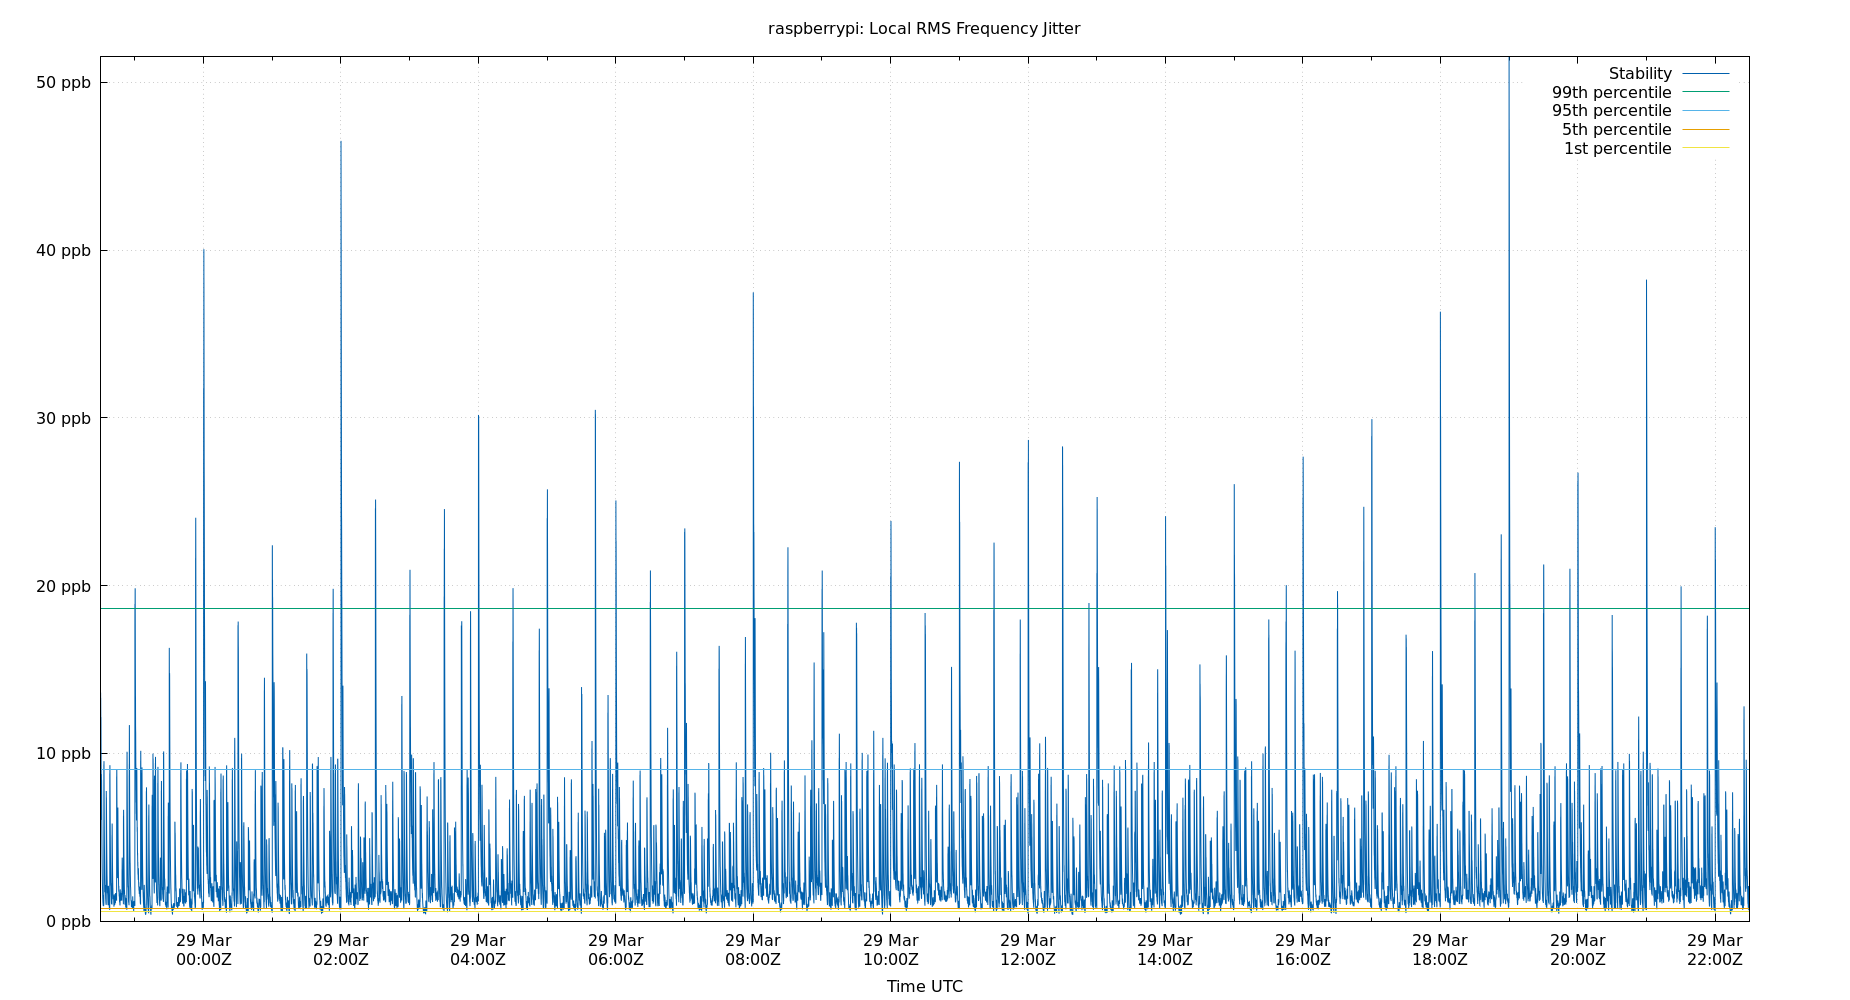 raspberrypi: Local RMS Frequency Jitter
50 ppb
40 ppb
30 ppb
20 ppb
10 ppb
0 ppb
Stability
99th percentile
95th percentile
5th percentile
1st percentile
29 Mar 29 Mar 29 Mar 29 Mar 29 Mar 29 Mar 29 Mar 29 Mar 29 Mar 29 Mar 29 Mar 29 Mar
00:00Z 02:00Z 04:00Z 06:00Z 08:00Z 10:00Z 12:00Z 14:00Z 16:00Z 18:00Z 20:00Z 22:00Z
Time UTC